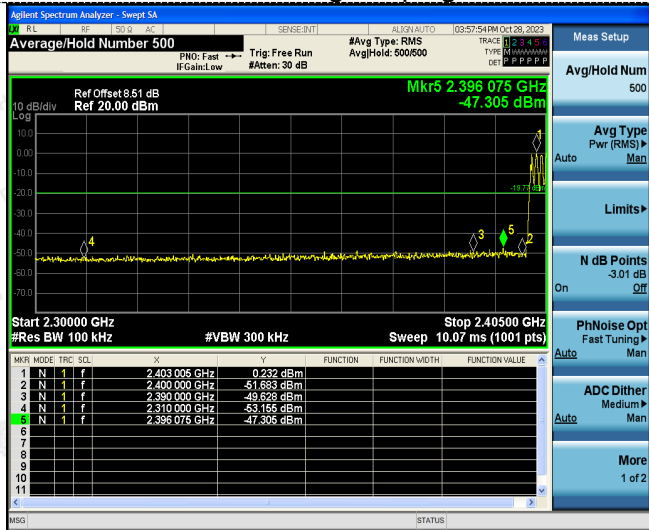 Agilent Spectrum Analyzer - Swept SA
LXI RL RF 50 Ω AC SENSE:INT ALIGN AUTO 03:57:54 PM Oct 28, 2023
Average/Hold Number 500
PNO: Fast
IFGain:Low
Trig: Free Run
#Atten: 30 dB
#Avg Type: RMS
Avg|Hold: 500/500
TRACE 1 2 3 4 5 6
TYPE M
DET P P P P P P
Ref Offset 8.51 dB
Ref 20.00 dBm
Mkr5 2.396 075 GHz
-47.305 dBm
10 dB/div
Log
10.0
0.00
-10.0
-20.0
-30.0
-40.0
-50.0
-60.0
-70.0
1
-19.77 dBm
4
3
5
2
Start 2.30000 GHz
Stop 2.40500 GHz
#Res BW 100 kHz
#VBW 300 kHz
Sweep 10.07 ms (1001 pts)
MKR MODE TRC SCL X Y FUNCTION FUNCTION WIDTH FUNCTION VALUE
1 N 1 f 2.403 005 GHz 0.232 dBm
2 N 1 f 2.400 000 GHz -51.683 dBm
3 N 1 f 2.390 000 GHz -49.628 dBm
4 N 1 f 2.310 000 GHz -53.155 dBm
5 N 1 f 2.396 075 GHz -47.305 dBm
6
7
8
9
10
11
MSG
STATUS
Meas Setup
Avg/Hold Num
500
Avg Type
Pwr (RMS)
Auto Man
Limits
N dB Points
-3.01 dB
On Off
PhNoise Opt
Fast Tuning
Auto Man
ADC Dither
Medium
Auto Man
More
1 of 2